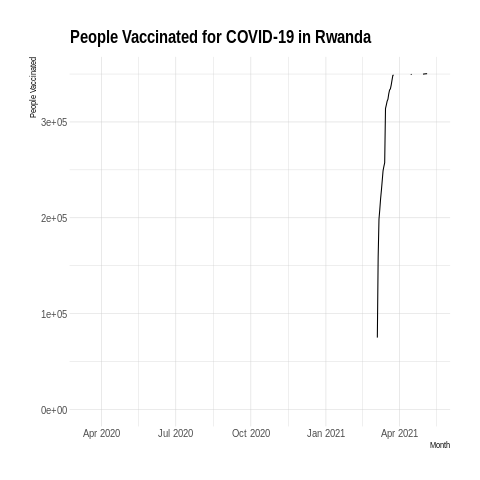 People Vaccinated for COVID-19 in Rwanda
People Vaccinated
3e+05
2e+05
1e+05
0e+00
Apr 2020 Jul 2020 Oct 2020 Jan 2021 Apr 2021
Month